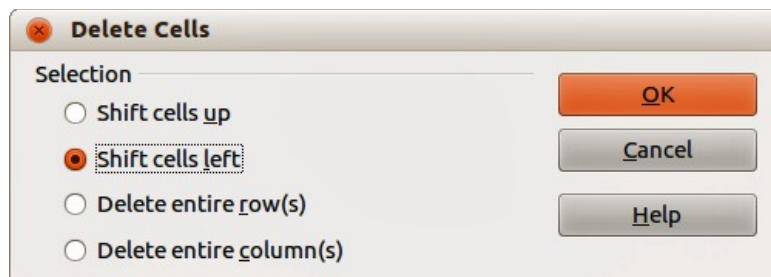 Delete Cells
Selection
Shift cells up
Shift cells left
Delete entire row(s)
Delete entire column(s)
OK
Cancel
Help